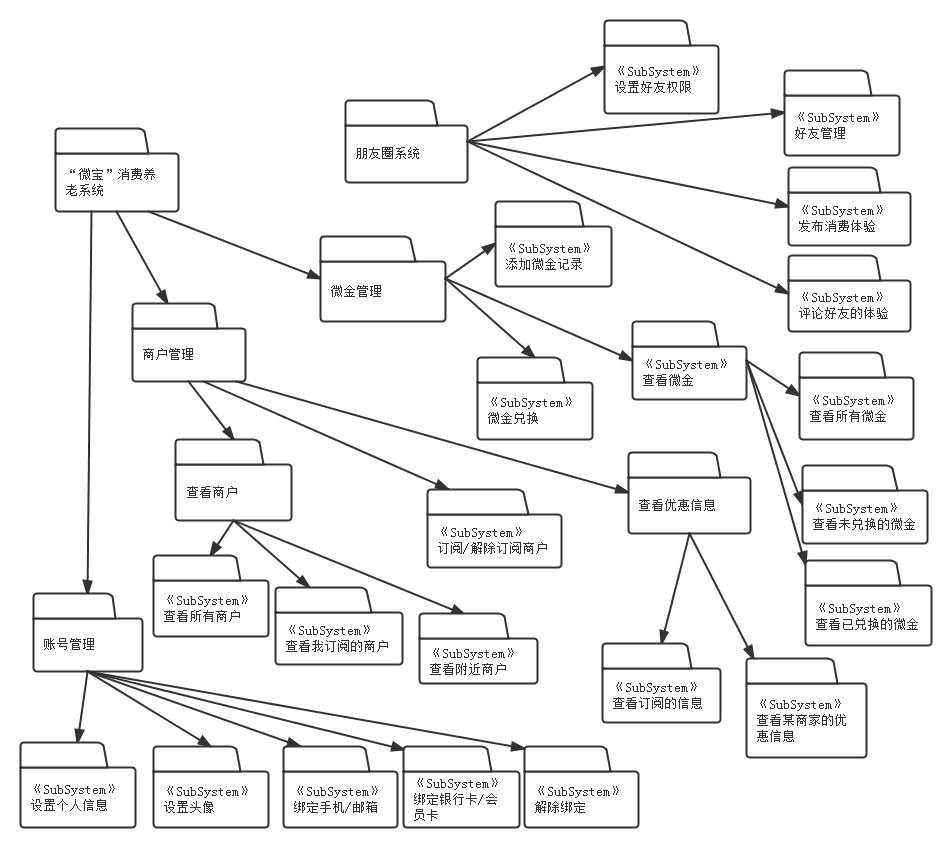 《SubSystem》
设置好友权限
《SubSystem》
好友管理
朋友圈系统
“微宝”消费养
老系统
《SubSystem》
发布消费体验
《SubSystem》
添加微金记录
微金管理
《SubSystem》
评论好友的体验
商户管理
《SubSystem》
查看微金
《SubSystem》
微金兑换
《SubSystem》
查看所有微金
查看商户
查看优惠信息
《SubSystem》
订阅/解除订阅商户
《SubSystem》
查看未兑换的微金
《SubSystem》
查看所有商户
《SubSystem》
查看已兑换的微金
账号管理
《SubSystem》
查看我订阅的商户
《SubSystem》
查看附近商户
《SubSystem》
查看订阅的信息
《SubSystem》
查看某商家的优
惠信息
《SubSystem》
设置个人信息
《SubSystem》
设置头像
《SubSystem》
绑定手机/邮箱
《SubSystem》
绑定银行卡/会
员卡
《SubSystem》
解除绑定